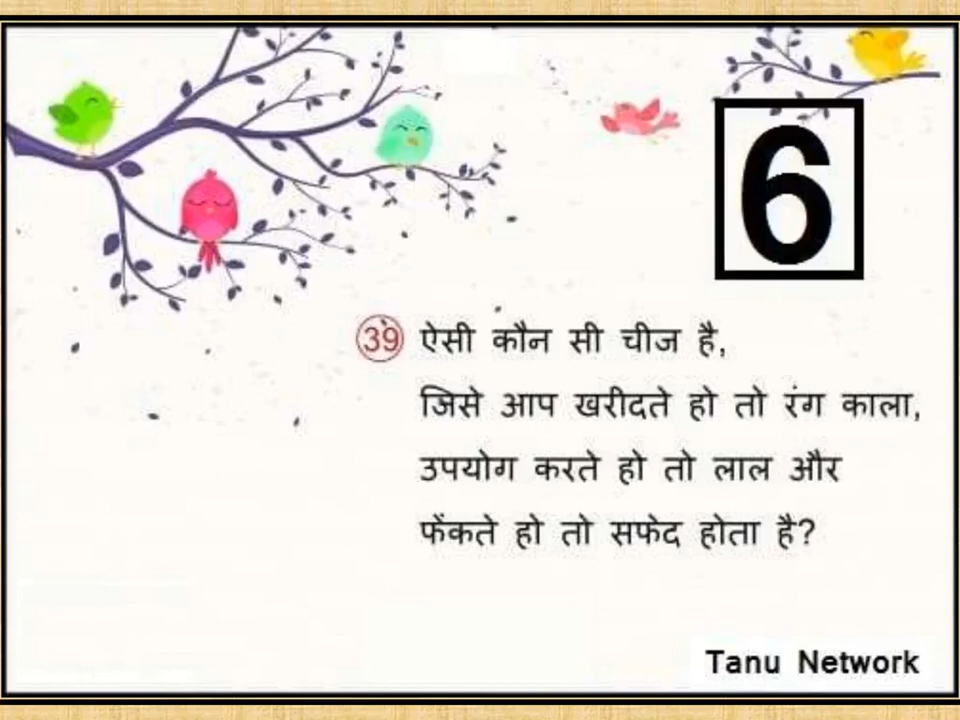 6
39 ऐसी कौन सी चीज है,
जिसे आप खरीदते हो तो रंग काला,
उपयोग करते हो तो लाल और
फेंकते हो तो सफेद होता है?
Tanu Network